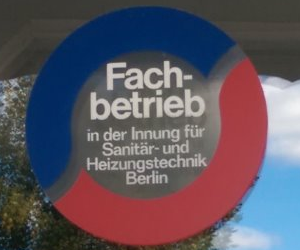 Fach-
betrieb
in der Innung für
Sanitär- und
Heizungstechnik
Berlin